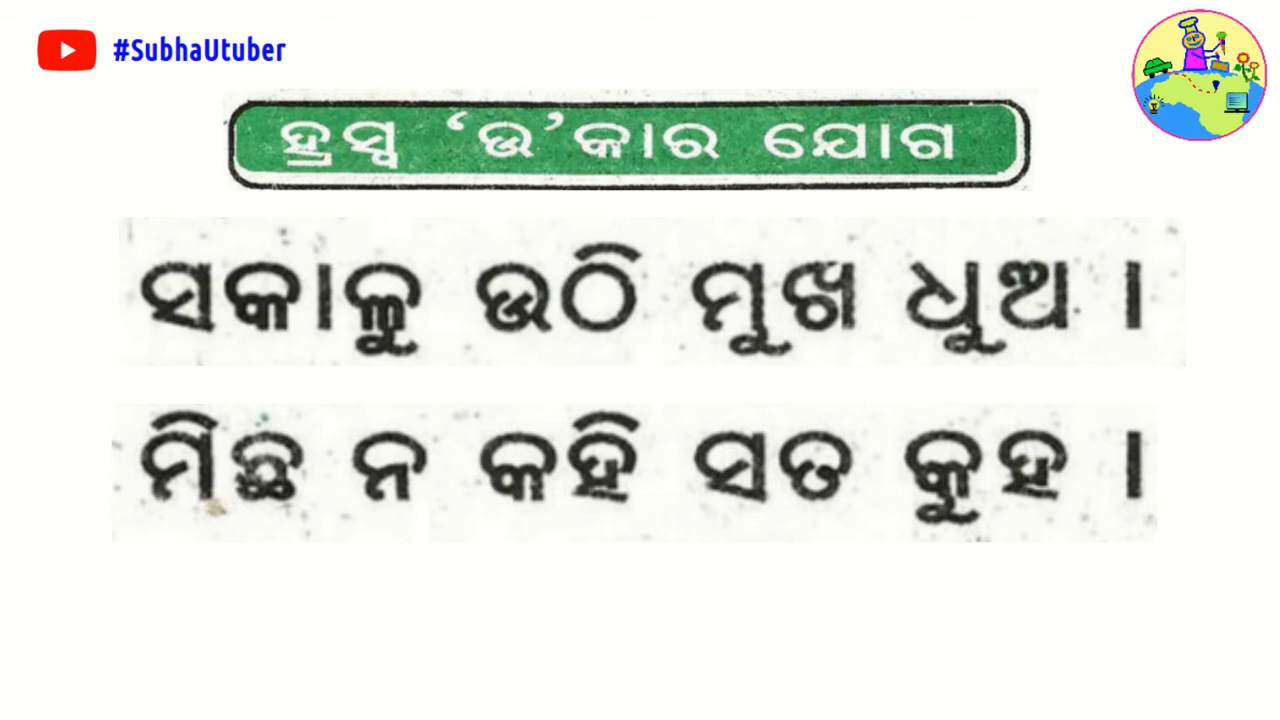 #SubhaUtuber
ହ୍ରସ୍ୱ ‘ଉ’କାର ଯୋଗ
ସକାଳୁ ଉଠି ମୁଖ ଧୁଅ ।
ମିଛ ନ କହି ସତ କୁହ ।